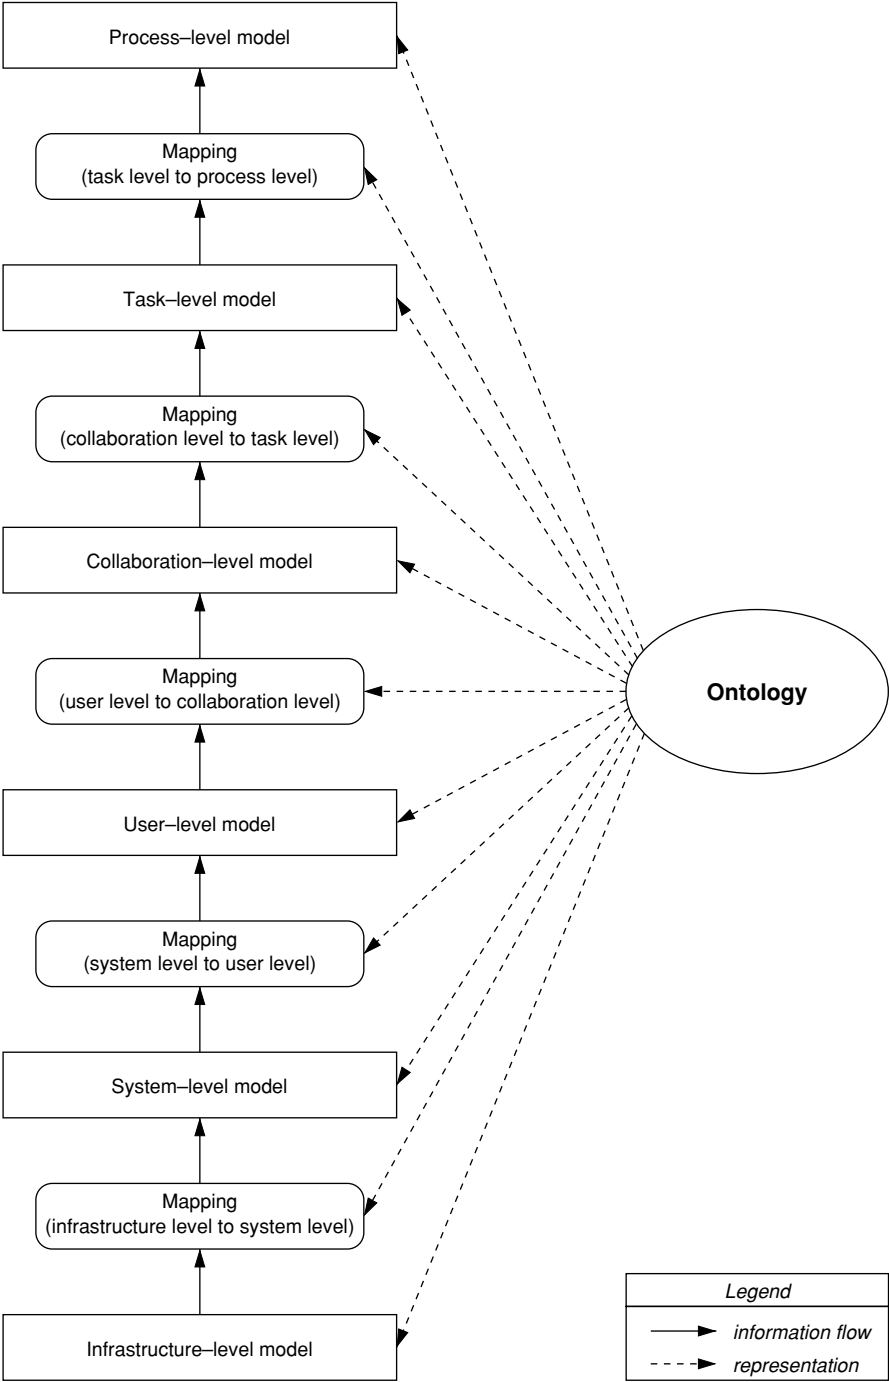 Process–level model
Mapping
(task level to process level)
Task–level model
Mapping
(collaboration level to task level)
Collaboration–level model
Mapping
(user level to collaboration level)
Ontology
User–level model
Mapping
(system level to user level)
System–level model
Mapping
(infrastructure level to system level)
Infrastructure–level model
Legend
information flow
representation